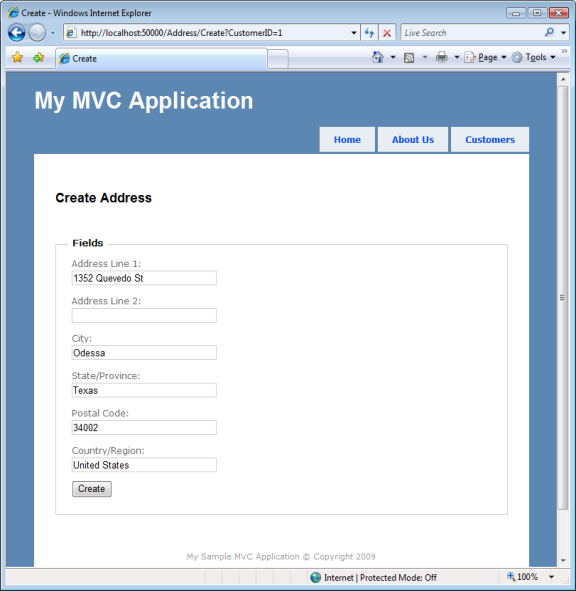 Create - Windows Internet Explorer
http://localhost:50000/Address/Create?CustomerID=1
Live Search
Create
Page
Tools
My MVC Application
Home
About Us
Customers
Create Address
Fields
Address Line 1:
1352 Quevedo St
Address Line 2:
City:
Odessa
State/Province:
Texas
Postal Code:
34002
Country/Region:
United States
Create
My Sample MVC Application © Copyright 2009
Internet | Protected Mode: Off
100%